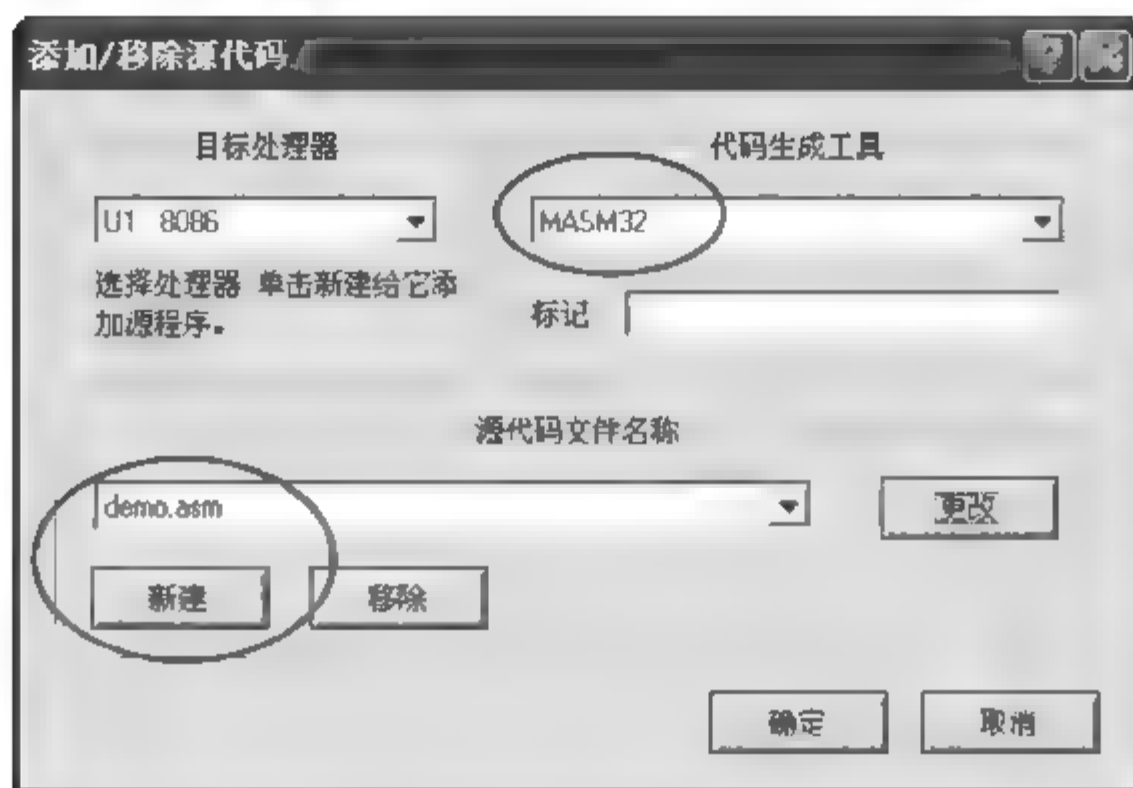 添加/移除源代码
目标处理器
代码生成工具
U1 8086
MASM32
选择处理器 单击新建给它添
加源程序。
标记
源代码文件名称
demo.asm
更改
新建
移除
确定
取消